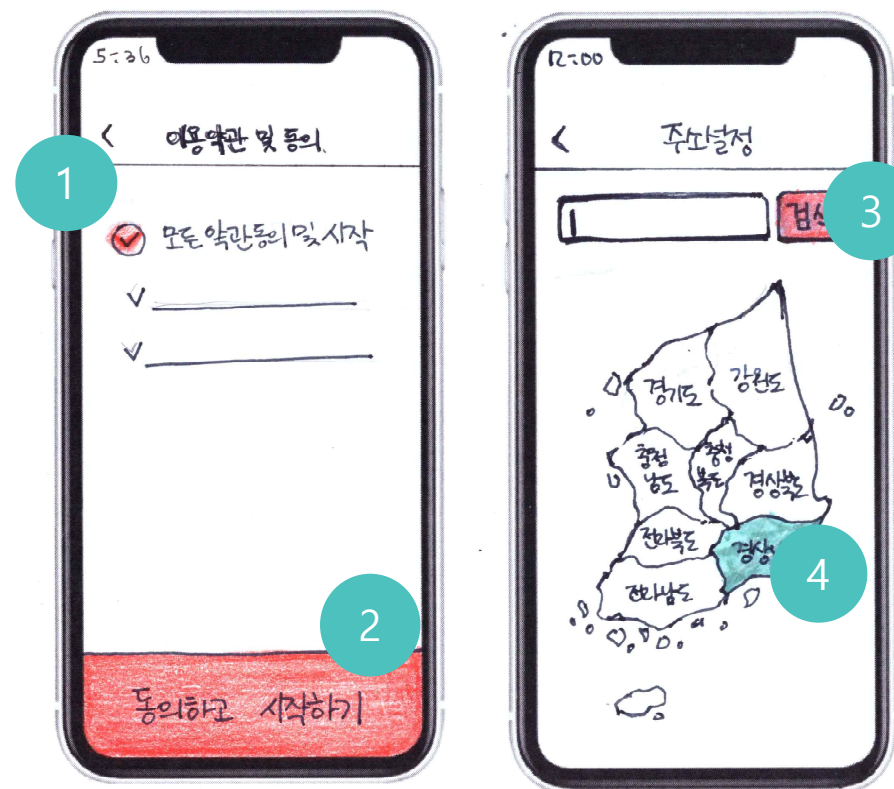 5:36
< 이용약관 및 동의
1
모든 약관동의 및 시작
2
동의하고 시작하기
12:00
< 주소설정
3
경기도
강원도
충청
남도
충청
북도
경상북도
전라북도
4
전라남도